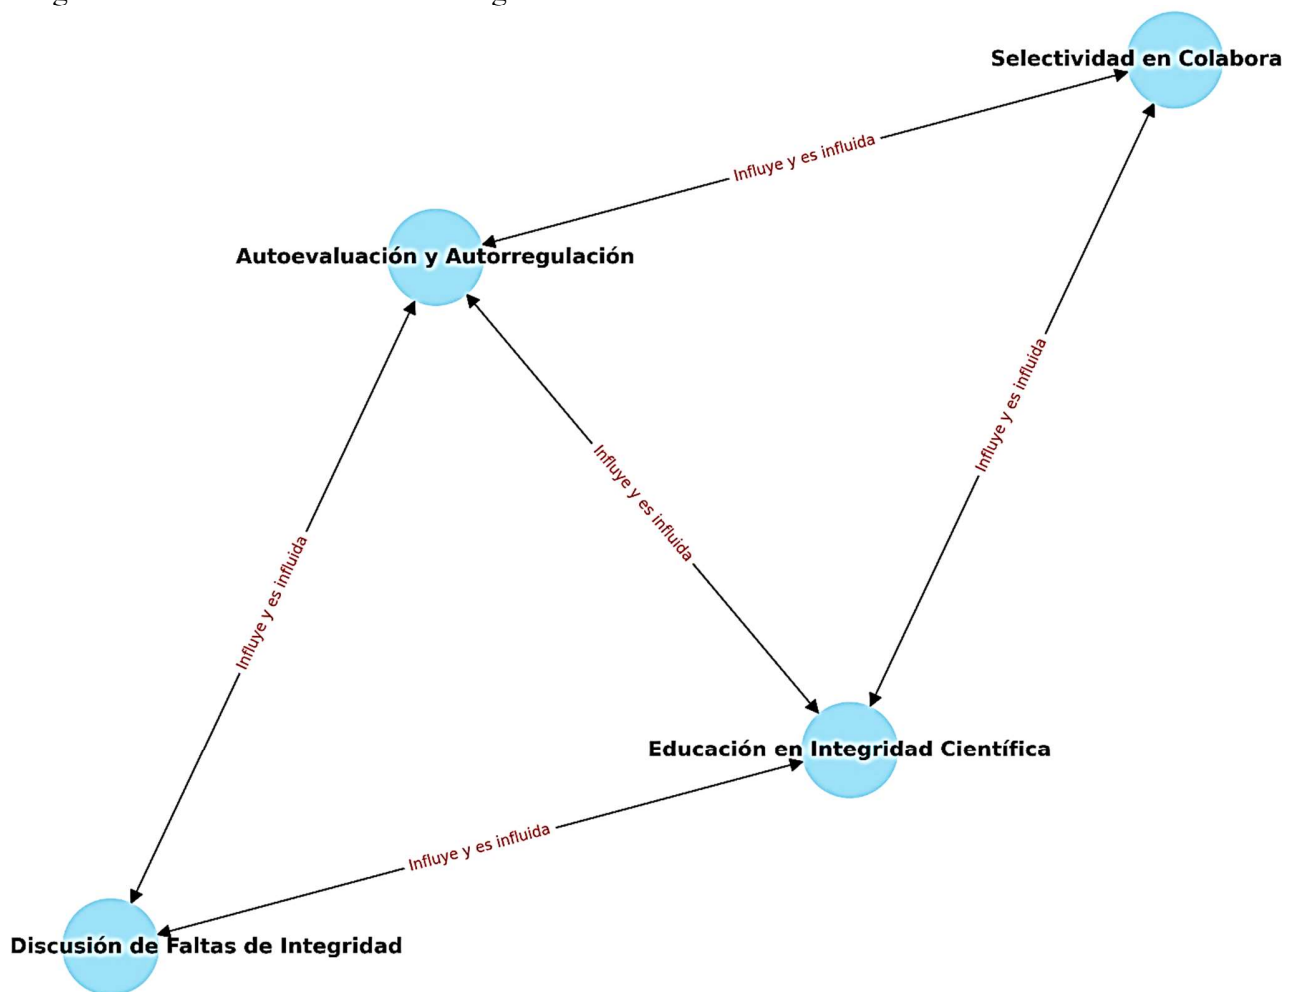 Selectividad en Colabora
Influye y es influida
Autoevaluación y Autorregulación
Influye y es influida
Influye y es influida
Influye y es influida
Educación en Integridad Científica
Influye y es influida
Discusión de Faltas de Integridad